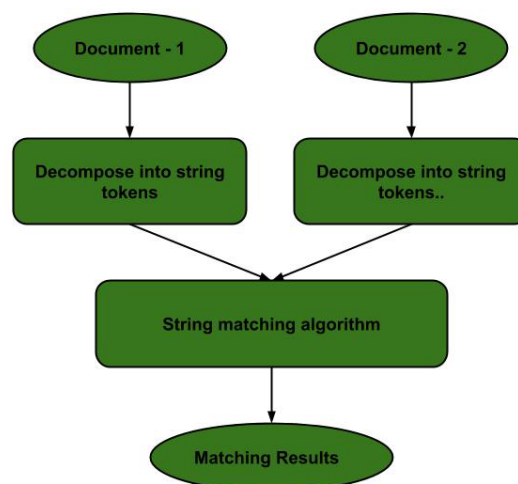 Document - 1
Document - 2
Decompose into string
tokens
Decompose into string
tokens..
String matching algorithm
Matching Results